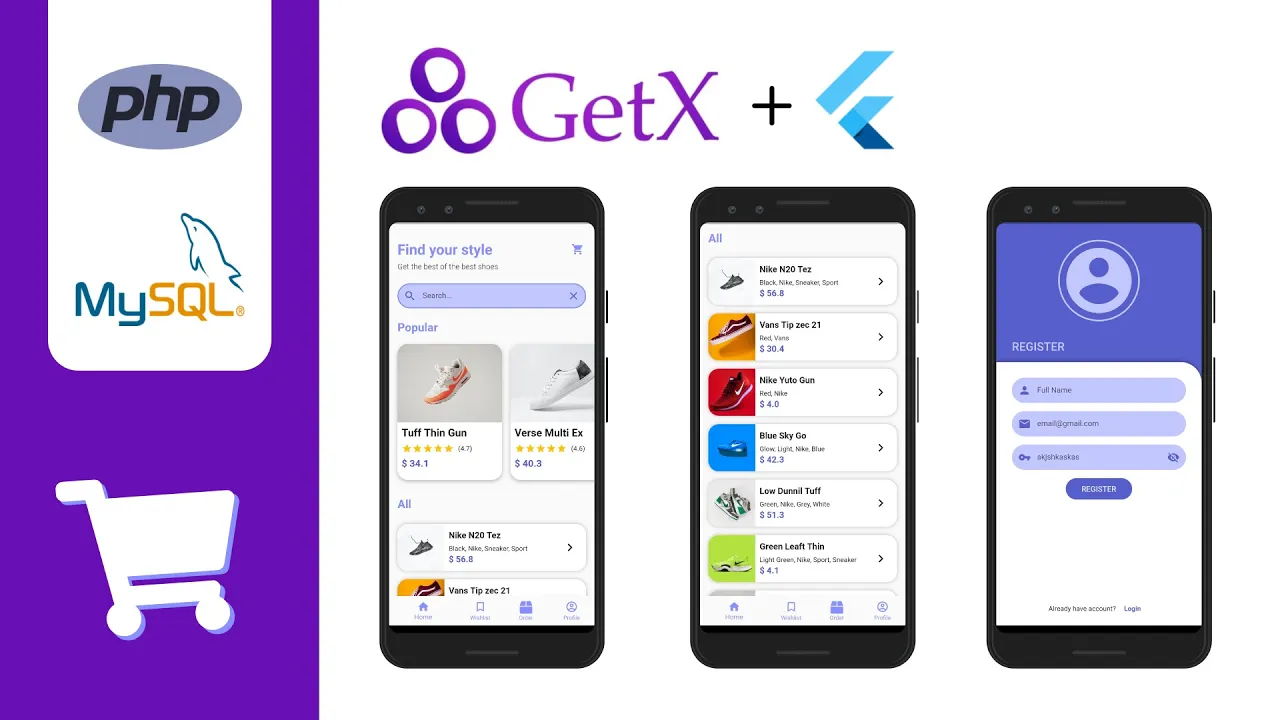 php
MySQL®
GetX +
Find your style
Get the best of the best shoes
Search...
Popular
Tuff Thin Gun
(4.7)
$ 34.1
Verse Multi Ex
(4.6)
$ 40.3
All
Nike N20 Tez
Black, Nike, Sneaker, Sport
$ 56.8
Vans Tip zec 21
Home
Wishlist
Order
Profile
All
Nike N20 Tez
Black, Nike, Sneaker, Sport
$ 56.8
Vans Tip zec 21
Red, Vans
$ 30.4
Nike Yuto Gun
Red, Nike
$ 4.0
Blue Sky Go
Glow, Light, Nike, Blue
$ 42.3
Low Dunnil Tuff
Green, Nike, Grey, White
$ 51.3
Green Leaft Thin
Light Green, Nike, Sport, Sneaker
$ 4.1
Home
Wishlist
Order
Profile
REGISTER
Full Name
email@gmail.com
akjshkaskas
REGISTER
Already have account? Login